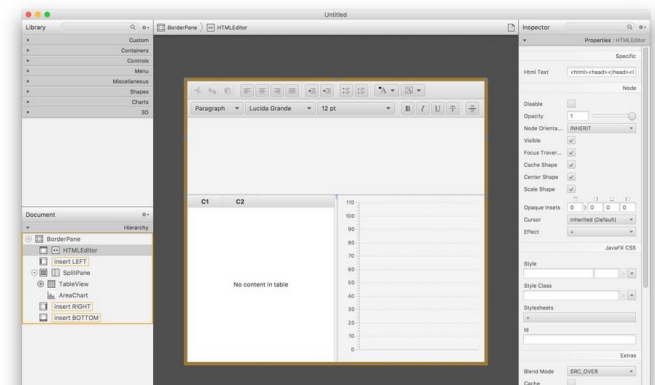 Untitled
Library
BorderPane
HTMLEditor
Custom
Containers
Controls
Menu
Miscellaneous
Shapes
Charts
3D
Document
Hierarchy
BorderPane
HTMLEditor
insert LEFT
SplitPane
TableView
AreaChart
insert RIGHT
insert BOTTOM
Paragraph
Lucida Grande
12 pt
B I U
C1 C2
No content in table
110
100
90
80
70
60
50
40
30
20
10
0
Inspector
Properties : HTMLEditor
Specific
Html Text <html><head></head><l
Node
Disable
Opacity 1
Node Orienta... INHERIT
Visible
Focus Traver...
Cache Shape
Center Shape
Scale Shape
Opaque Insets 0 0 0 0
Cursor Inherited (Default)
Effect +
JavaFX CSS
Style
Style Class
Stylesheets
+
Id
Extras
Blend Mode SRC_OVER
Cache